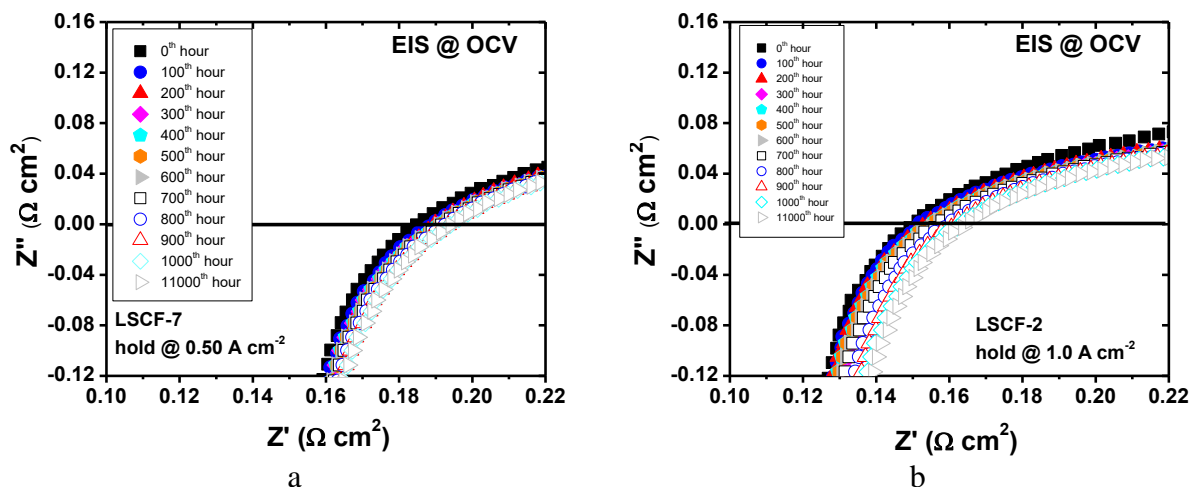 EIS @ OCV
0th hour
100th hour
200th hour
300th hour
400th hour
500th hour
600th hour
700th hour
800th hour
900th hour
1000th hour
11000th hour
LSCF-7
hold @ 0.50 A cm-2
0.16
0.12
0.08
0.04
0.00
-0.04
-0.08
-0.12
Z'' (Ω cm2)
0.10 0.12 0.14 0.16 0.18 0.20 0.22
Z' (Ω cm2)
a
EIS @ OCV
0th hour
100th hour
200th hour
300th hour
400th hour
500th hour
600th hour
700th hour
800th hour
900th hour
1000th hour
11000th hour
LSCF-2
hold @ 1.0 A cm-2
0.16
0.12
0.08
0.04
0.00
-0.04
-0.08
-0.12
Z'' (Ω cm2)
0.10 0.12 0.14 0.16 0.18 0.20 0.22
Z' (Ω cm2)
b